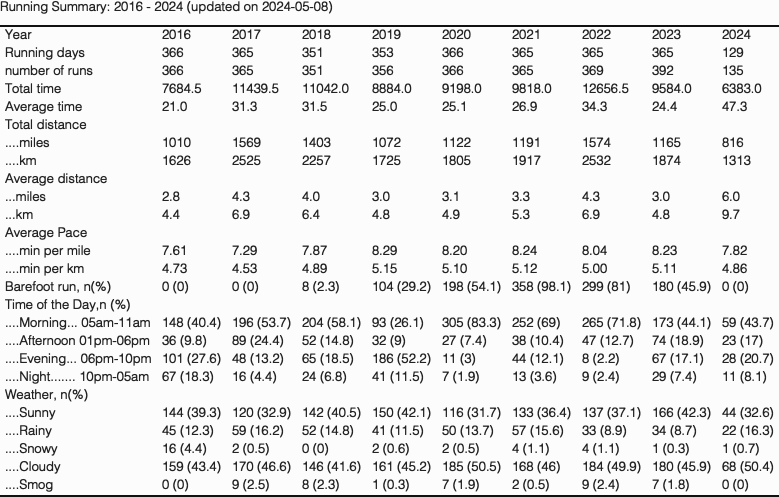 Running Summary: 2016 - 2024 (updated on 2024-05-08)
Year 2016 2017 2018 2019 2020 2021 2022 2023 2024
Running days 366 365 351 353 366 365 365 365 129
number of runs 366 365 351 356 366 365 369 392 135
Total time 7684.5 11439.5 11042.0 8884.0 9198.0 9818.0 12656.5 9584.0 6383.0
Average time 21.0 31.3 31.5 25.0 25.1 26.9 34.3 24.4 47.3
Total distance
....miles 1010 1569 1403 1072 1122 1191 1574 1165 816
....km 1626 2525 2257 1725 1805 1917 2532 1874 1313
Average distance
...miles 2.8 4.3 4.0 3.0 3.1 3.3 4.3 3.0 6.0
...km 4.4 6.9 6.4 4.8 4.9 5.3 6.9 4.8 9.7
Average Pace
....min per mile 7.61 7.29 7.87 8.29 8.20 8.24 8.04 8.23 7.82
....min per km 4.73 4.53 4.89 5.15 5.10 5.12 5.00 5.11 4.86
Barefoot run, n(%) 0 (0) 0 (0) 8 (2.3) 104 (29.2) 198 (54.1) 358 (98.1) 299 (81) 180 (45.9) 0 (0)
Time of the Day,n (%)
....Morning... 05am-11am 148 (40.4) 196 (53.7) 204 (58.1) 93 (26.1) 305 (83.3) 252 (69) 265 (71.8) 173 (44.1) 59 (43.7)
....Afternoon 01pm-06pm 36 (9.8) 89 (24.4) 52 (14.8) 32 (9) 27 (7.4) 38 (10.4) 47 (12.7) 74 (18.9) 23 (17)
....Evening... 06pm-10pm 101 (27.6) 48 (13.2) 65 (18.5) 186 (52.2) 11 (3) 44 (12.1) 8 (2.2) 67 (17.1) 28 (20.7)
....Night....... 10pm-05am 67 (18.3) 16 (4.4) 24 (6.8) 41 (11.5) 7 (1.9) 13 (3.6) 9 (2.4) 29 (7.4) 11 (8.1)
Weather, n(%)
....Sunny 144 (39.3) 120 (32.9) 142 (40.5) 150 (42.1) 116 (31.7) 133 (36.4) 137 (37.1) 166 (42.3) 44 (32.6)
....Rainy 45 (12.3) 59 (16.2) 52 (14.8) 41 (11.5) 50 (13.7) 57 (15.6) 33 (8.9) 34 (8.7) 22 (16.3)
....Snowy 16 (4.4) 2 (0.5) 0 (0) 2 (0.6) 2 (0.5) 4 (1.1) 4 (1.1) 1 (0.3) 1 (0.7)
....Cloudy 159 (43.4) 170 (46.6) 146 (41.6) 161 (45.2) 185 (50.5) 168 (46) 184 (49.9) 180 (45.9) 68 (50.4)
....Smog 0 (0) 9 (2.5) 8 (2.3) 1 (0.3) 7 (1.9) 2 (0.5) 9 (2.4) 7 (1.8) 0 (0)